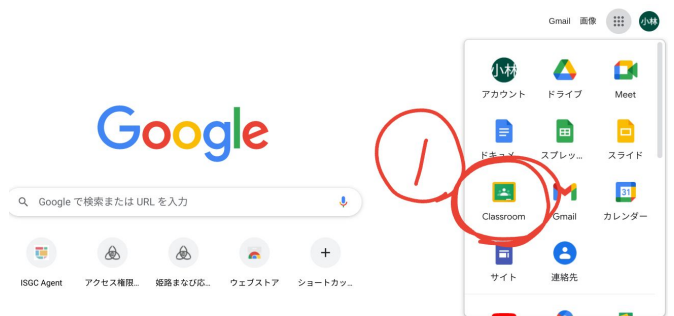 Gmail 画像 小林
小林
アカウント ドライブ Meet
Google
1
ドキュメ... スプレッ... スライド
Google で検索または URL を入力
31
Classroom Gmail カレンダー
ISGC Agent アクセス権限... 姫路まなび応... ウェブストア ショートカッ...
サイト 連絡先